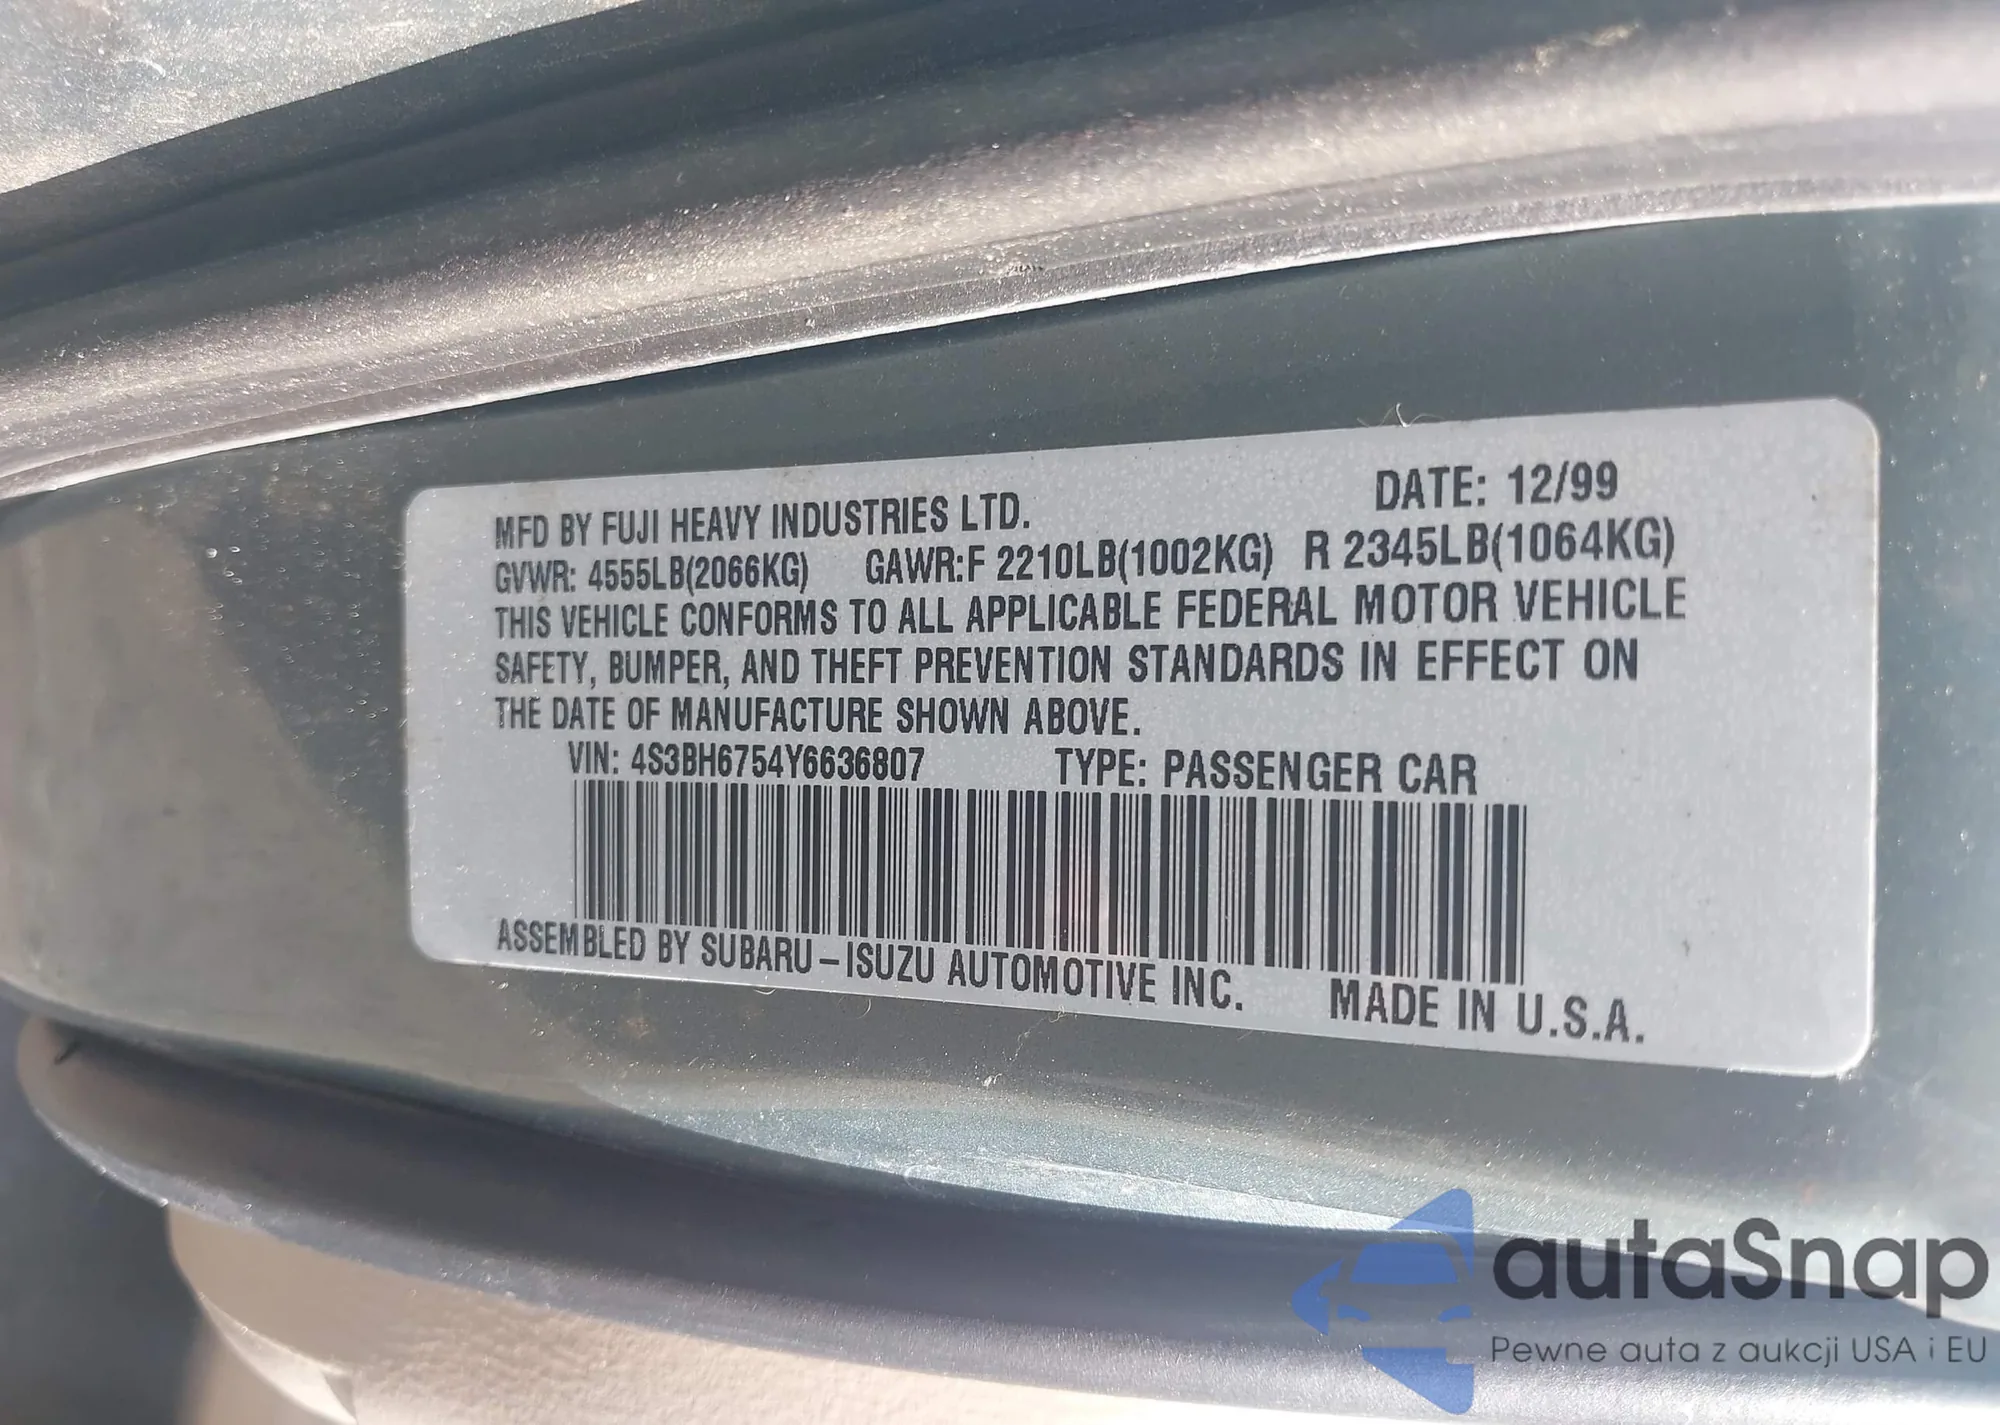 MFD BY FUJI HEAVY INDUSTRIES LTD. DATE: 12/99
GVWR: 4555LB(2066KG) GAWR:F 2210LB(1002KG) R 2345LB(1064KG)
THIS VEHICLE CONFORMS TO ALL APPLICABLE FEDERAL MOTOR VEHICLE
SAFETY, BUMPER, AND THEFT PREVENTION STANDARDS IN EFFECT ON
THE DATE OF MANUFACTURE SHOWN ABOVE.
VIN: 4S3BH6754Y6636807 TYPE: PASSENGER CAR
ASSEMBLED BY SUBARU-ISUZU AUTOMOTIVE INC. MADE IN U.S.A.
autaSnap
Pewne auta z aukcji USA i EU